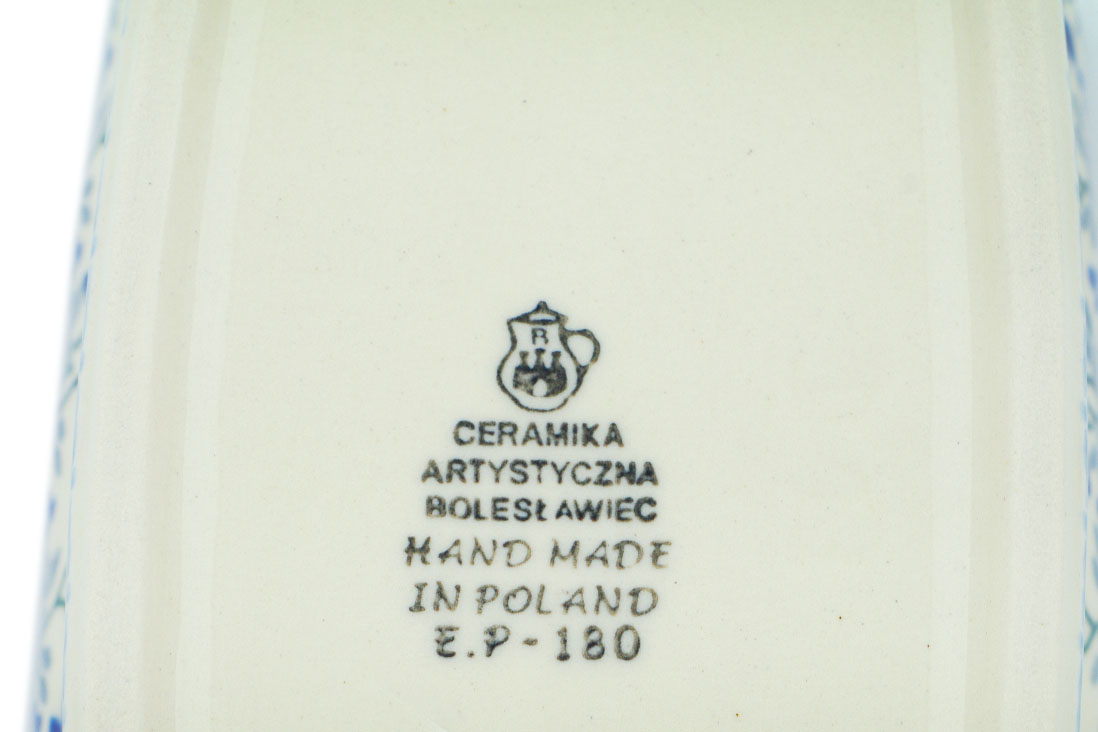 B
CERAMIKA
ARTYSTYCZNA
BOLESŁAWIEC
HAND MADE
IN POLAND
E.P-180